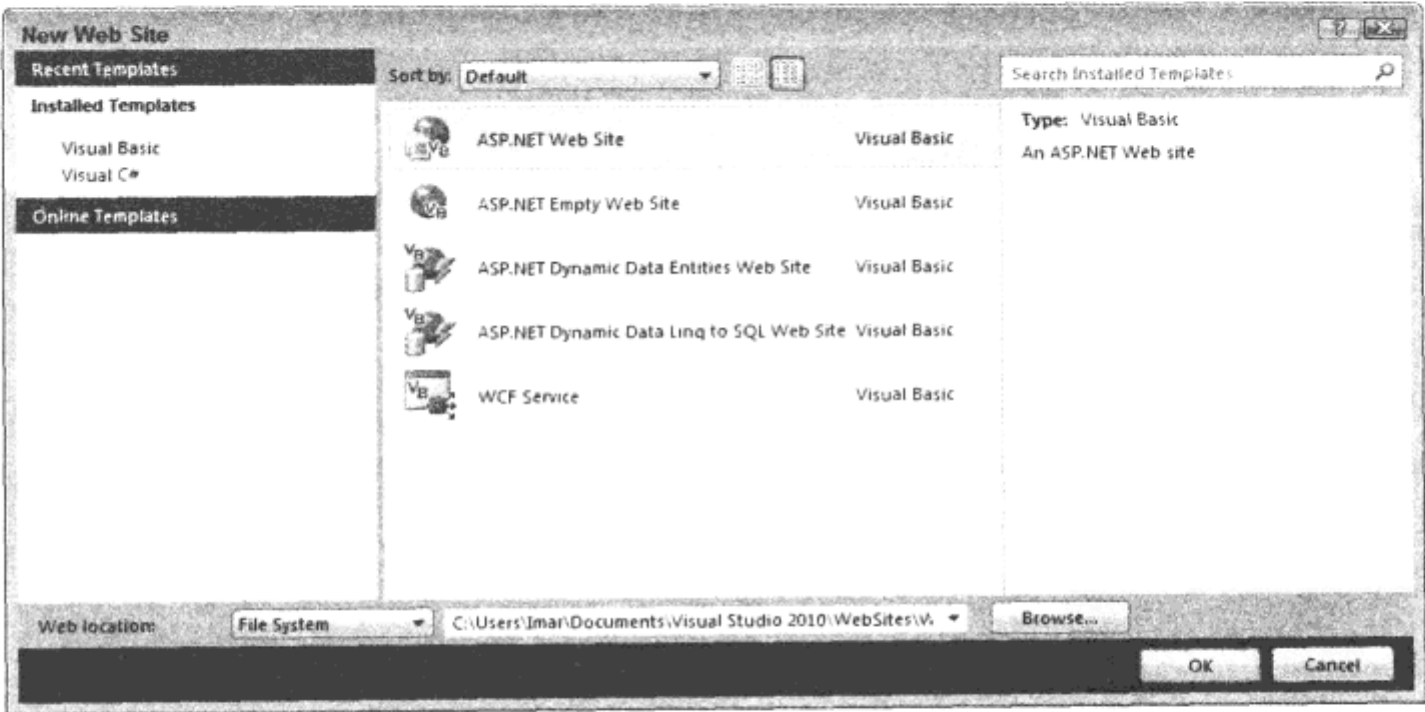 New Web Site
Recent Templates
Installed Templates
Visual Basic
Visual C#
Online Templates
Sort by: Default
ASP.NET Web Site Visual Basic
ASP.NET Empty Web Site Visual Basic
ASP.NET Dynamic Data Entities Web Site Visual Basic
ASP.NET Dynamic Data Linq to SQL Web Site Visual Basic
WCF Service Visual Basic
Search Installed Templates
Type: Visual Basic
An ASP.NET Web site
Web location: File System C:\Users\Imar\Documents\Visual Studio 2010\WebSites\ Browse...
OK Cancel